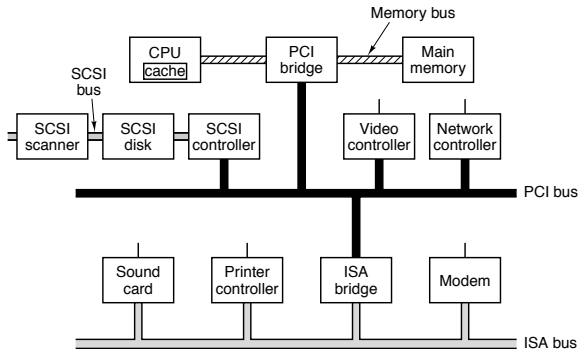 Memory bus
CPU
cache
PCI
bridge
Main
memory
SCSI
bus
SCSI
scanner
SCSI
disk
SCSI
controller
Video
controller
Network
controller
PCI bus
Sound
card
Printer
controller
ISA
bridge
Modem
ISA bus